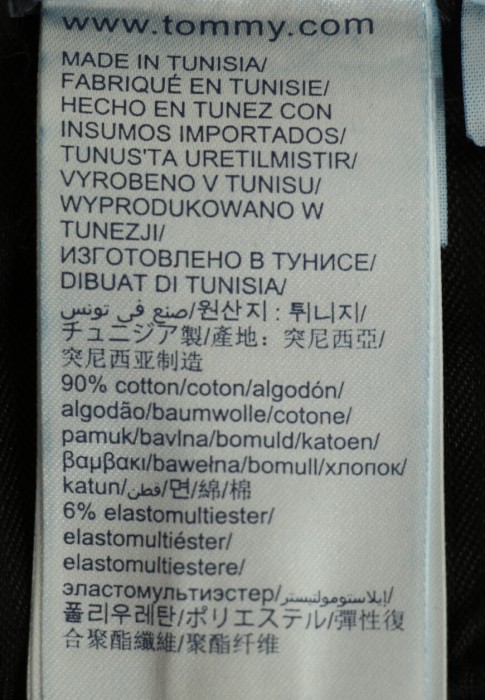 www.tommy.com
MADE IN TUNISIA/
FABRIQUÉ EN TUNISIE/
HECHO EN TUNEZ CON
INSUMOS IMPORTADOS/
TUNUS'TA URETILMISTIR/
VYROBENO V TUNISU/
WYPRODUKOWANO W
TUNEZJI/
ИЗГОТОВЛЕНО В ТУНИСЕ/
DIBUAT DI TUNISIA/
صنع في تونس/원산지 : 튀니지/
チュニジア製/產地：突尼西亞/
突尼西亚制造
90% cotton/coton/algodón/
algodão/baumwolle/cotone/
pamuk/bavlna/bomuld/katoen/
βαμβακι/bawełna/bomull/хлопок/
katun/قطن/면/綿/棉
6% elastomultiester/
elastomultiéster/
elastomultiestere/
эластомультиэстер/إيلاستومولتيستر/
폴리우레탄/ポリエステル/彈性復
合聚酯纖維/聚酯纤维